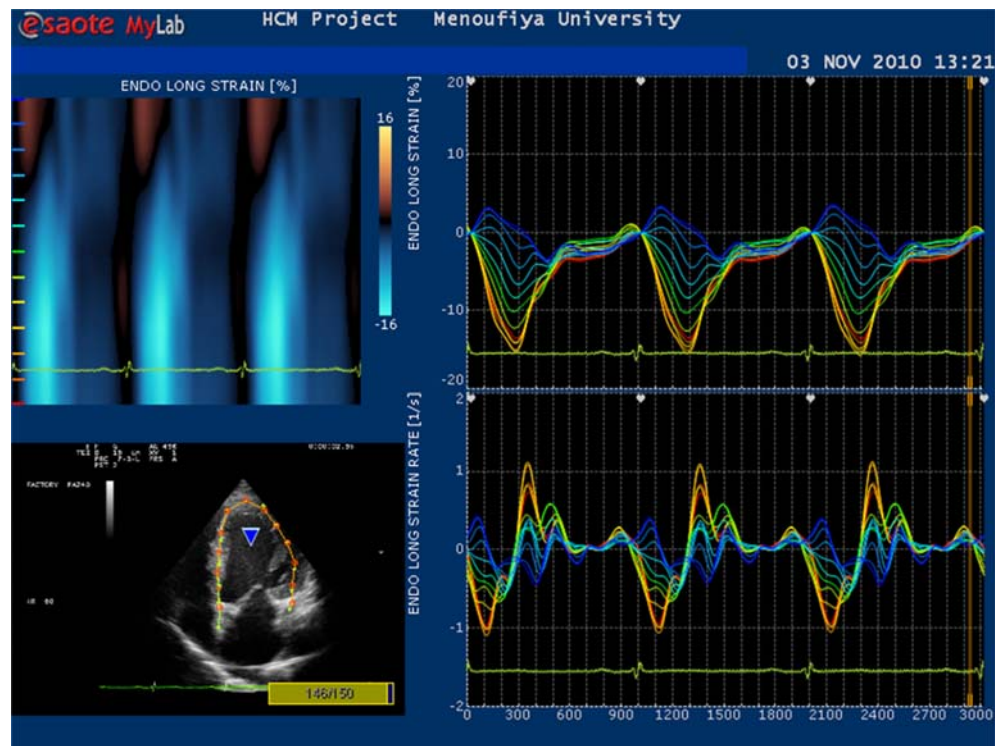 esaote MyLab HCM Project Menoufiya University
03 NOV 2010 13:21
ENDO LONG STRAIN [%]
16
-16
ENDO LONG STRAIN [%]
20
10
0
-10
-20
ENDO LONG STRAIN RATE [1/s]
2
1
0
-1
-2
0 300 600 900 1200 1500 1800 2100 2400 2700 3000
FACTORY
146/150